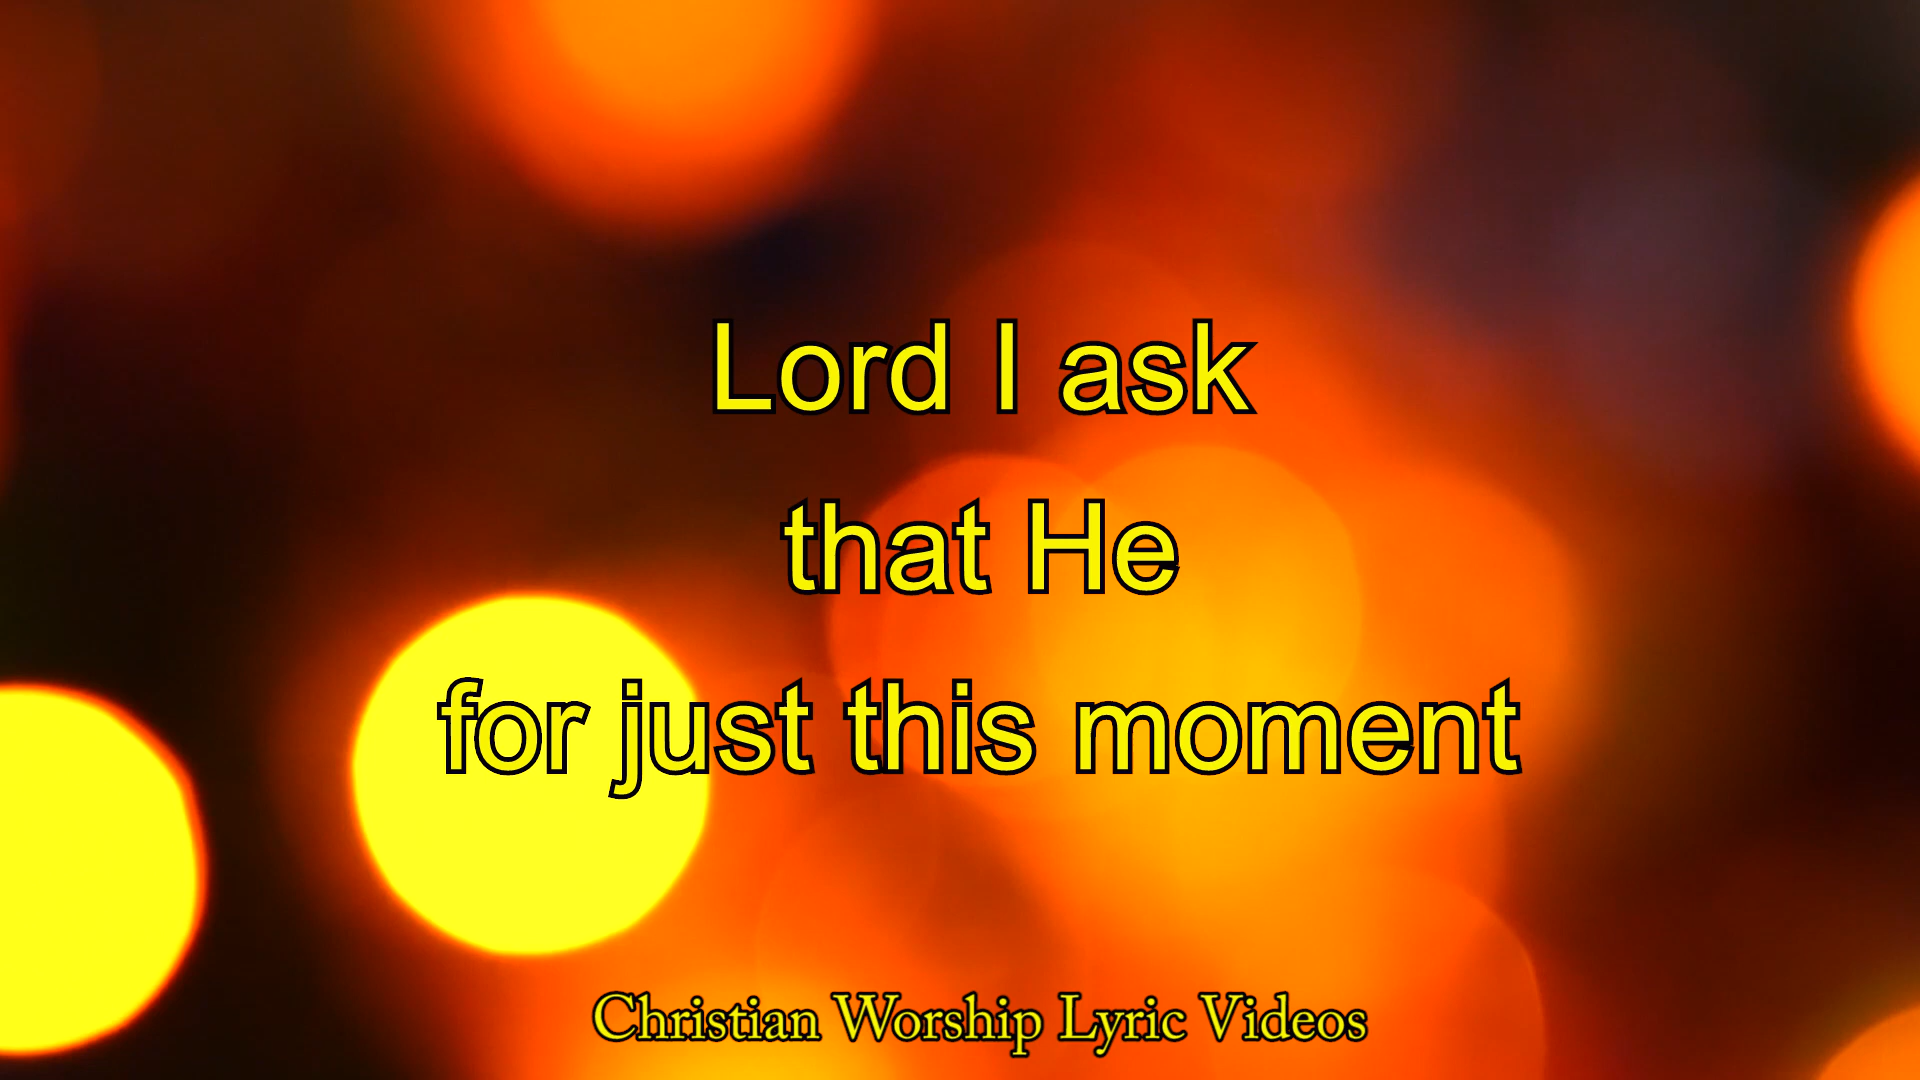 Lord I ask
that He
for just this moment
Christian Worship Lyric Videos